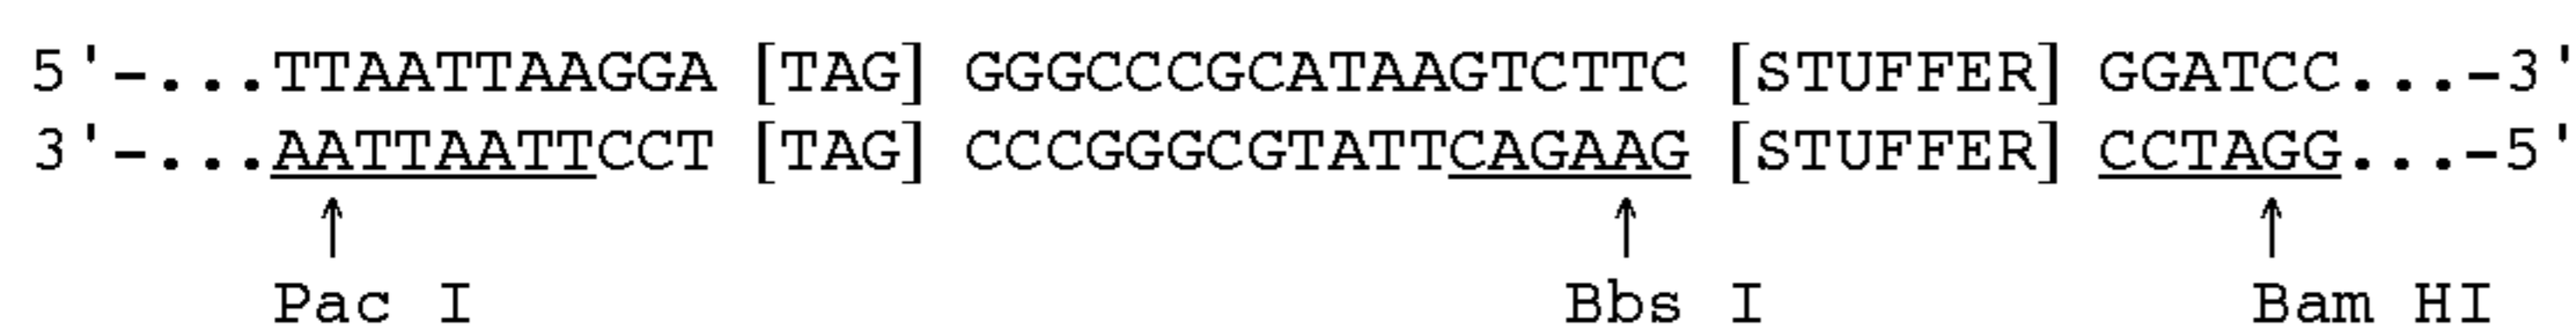 5'-...TTAATTAAGGA [TAG] GGGCCCGCATAAGTCTTC [STUFFER] GGATCC...-3'
3'-...AATTAATTCCT [TAG] CCCGGGCGTATTCAGAAG [STUFFER] CCTAGG...-5'
Pac I Bbs I Bam HI